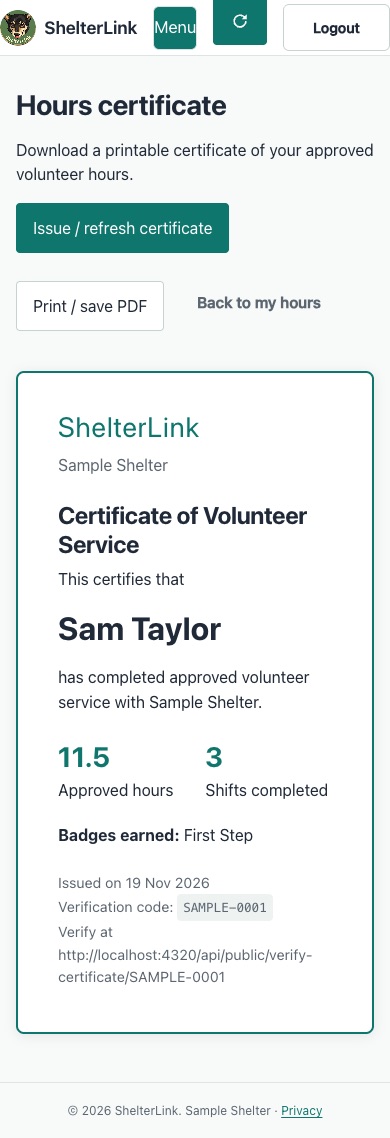 ShelterLink
Menu
Logout
Hours certificate
Download a printable certificate of your approved
volunteer hours.
Issue / refresh certificate
Print / save PDF
Back to my hours
ShelterLink
Sample Shelter
Certificate of Volunteer
Service
This certifies that
Sam Taylor
has completed approved volunteer
service with Sample Shelter.
11.5
3
Approved hours
Shifts completed
Badges earned: First Step
Issued on 19 Nov 2026
Verification code: SAMPLE-0001
Verify at
http://localhost:4320/api/public/verify-
certificate/SAMPLE-0001
© 2026 ShelterLink. Sample Shelter · Privacy